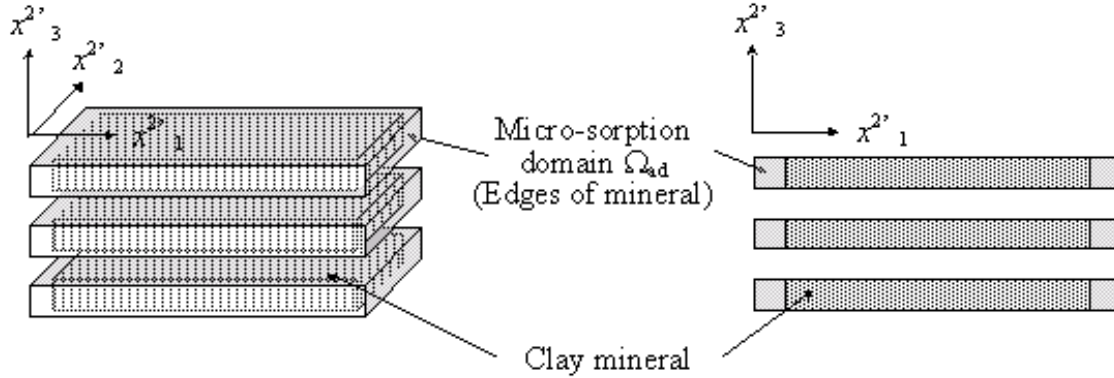 x²’₃
x²’₂
x²’₁
Micro-sorption
domain Ωₐd
(Edges of mineral)
Clay mineral
x²’₃
x²’₁